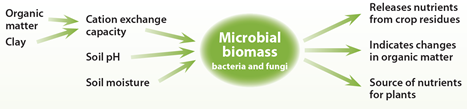 Organic
matter
Clay
Cation exchange
capacity
Soil pH
Soil moisture
Microbial
biomass
bacteria and fungi
Releases nutrients
from crop residues
Indicates changes
in organic matter
Source of nutrients
for plants